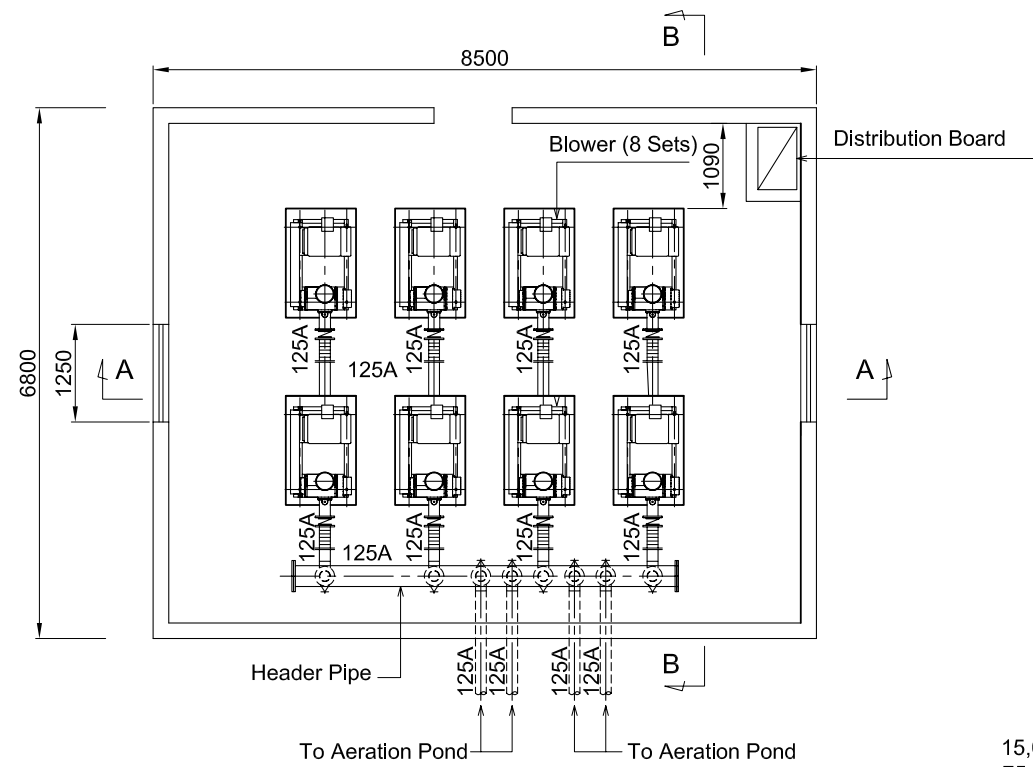 B
8500
Blower (8 Sets)
1090
Distribution Board
125A
125A
125A
125A
6800
1250
A
125A
A
125A
125A
125A
125A
125A
Header Pipe
125A
125A
125A
125A
B
To Aeration Pond
To Aeration Pond